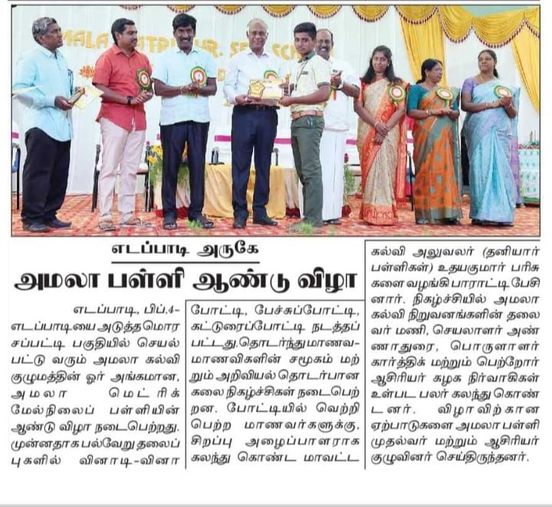 MALA MATRI HR. SEC SCH
எடப்பாடி அருகே
அமலா பள்ளி ஆண்டு விழா
எடப்பாடி, பிப்.4-
எடப்பாடியை அடுத்த மொர
சப்பட்டி பகுதியில் செயல்
பட்டு வரும் அமலா கல்வி
குழுமத்தின் ஓர் அங்கமான,
அமலா மெட்ரிக்
மேல்நிலைப் பள்ளியின்
ஆண்டு விழா நடைபெற்றது.
முன்னதாக பல்வேறு தலைப்
புகளில் வினாடி-வினா
போட்டி, பேச்சுப்போட்டி,
கட்டுரைப்போட்டி நடத்தப்
பட்டது.தொடர்ந்து மாணவ-
மாணவிகளின் சமூகம் மற்
றும் அறிவியல் தொடர்பான
கலை நிகழ்ச்சிகள் நடைபெற்
றன. போட்டியில் வெற்றி
பெற்ற மாணவர்களுக்கு,
சிறப்பு அழைப்பாளராக
கலந்து கொண்ட மாவட்ட
கல்வி அலுவலர் (தனியார்
பள்ளிகள்) உதயகுமார் பரிசு
களை வழங்கி பாராட்டி பேசி
னார். நிகழ்ச்சியில் அமலா
கல்வி நிறுவனங்களின் தலை
வர் மணி, செயலாளர் அண்
ணாதுரை, பொருளாளர்
கார்த்திக் மற்றும் பெற்றோர்
ஆசிரியர் கழக நிர்வாகிகள்
உள்பட பலர் கலந்து கொண்
டனர். விழாவிற்கான
ஏற்பாடுகளை அமலா பள்ளி
முதல்வர் மற்றும் ஆசிரியர்
குழுவினர் செய்திருந்தனர்.